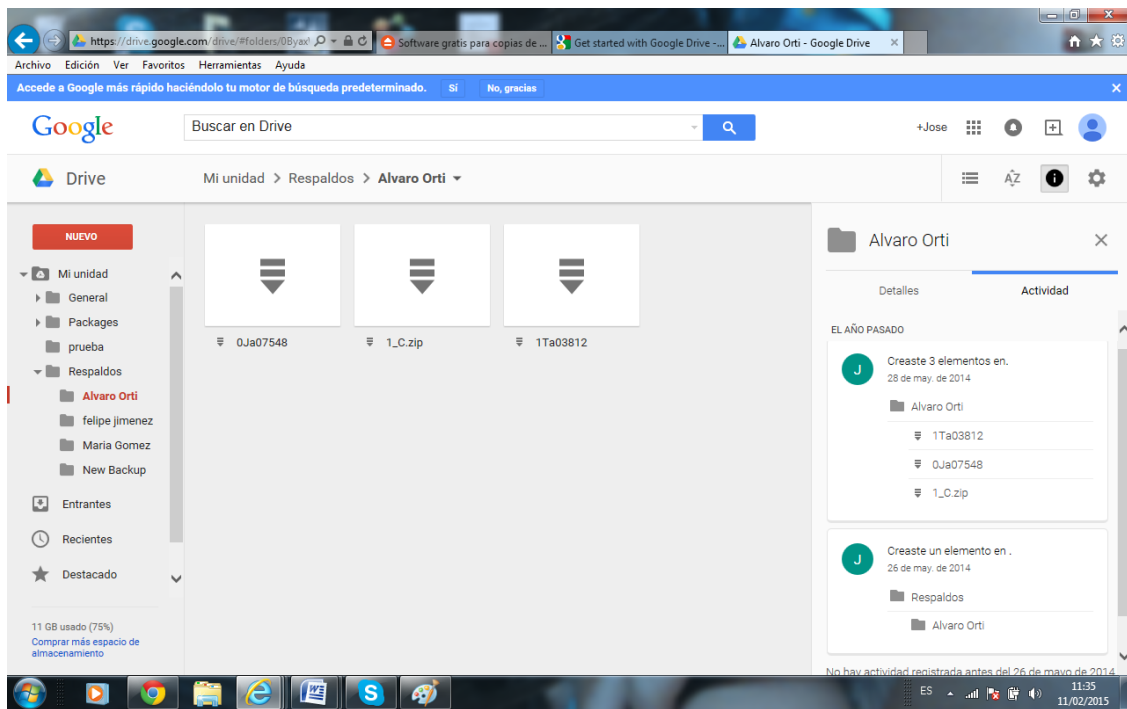 https://drive.google.com/drive/#folders/0Byax
Software gratis para copias de ...
Get started with Google Drive -...
Alvaro Orti - Google Drive
Archivo Edición Ver Favoritos Herramientas Ayuda
Accede a Google más rápido haciéndolo tu motor de búsqueda predeterminado. Sí No, gracias
Google
Buscar en Drive
+Jose
Drive
Mi unidad > Respaldos > Alvaro Orti
AZ
NUEVO
Mi unidad
General
Packages
prueba
Respaldos
Alvaro Orti
felipe jimenez
Maria Gomez
New Backup
Entrantes
Recientes
Destacado
11 GB usado (75%)
Comprar más espacio de
almacenamiento
0Ja07548
1_C.zip
1Ta03812
Alvaro Orti
Detalles Actividad
EL AÑO PASADO
J
Creaste 3 elementos en.
28 de may. de 2014
Alvaro Orti
1Ta03812
0Ja07548
1_C.zip
J
Creaste un elemento en .
26 de may. de 2014
Respaldos
Alvaro Orti
No hay actividad registrada antes del 26 de mayo de 2014
ES
11:35
11/02/2015